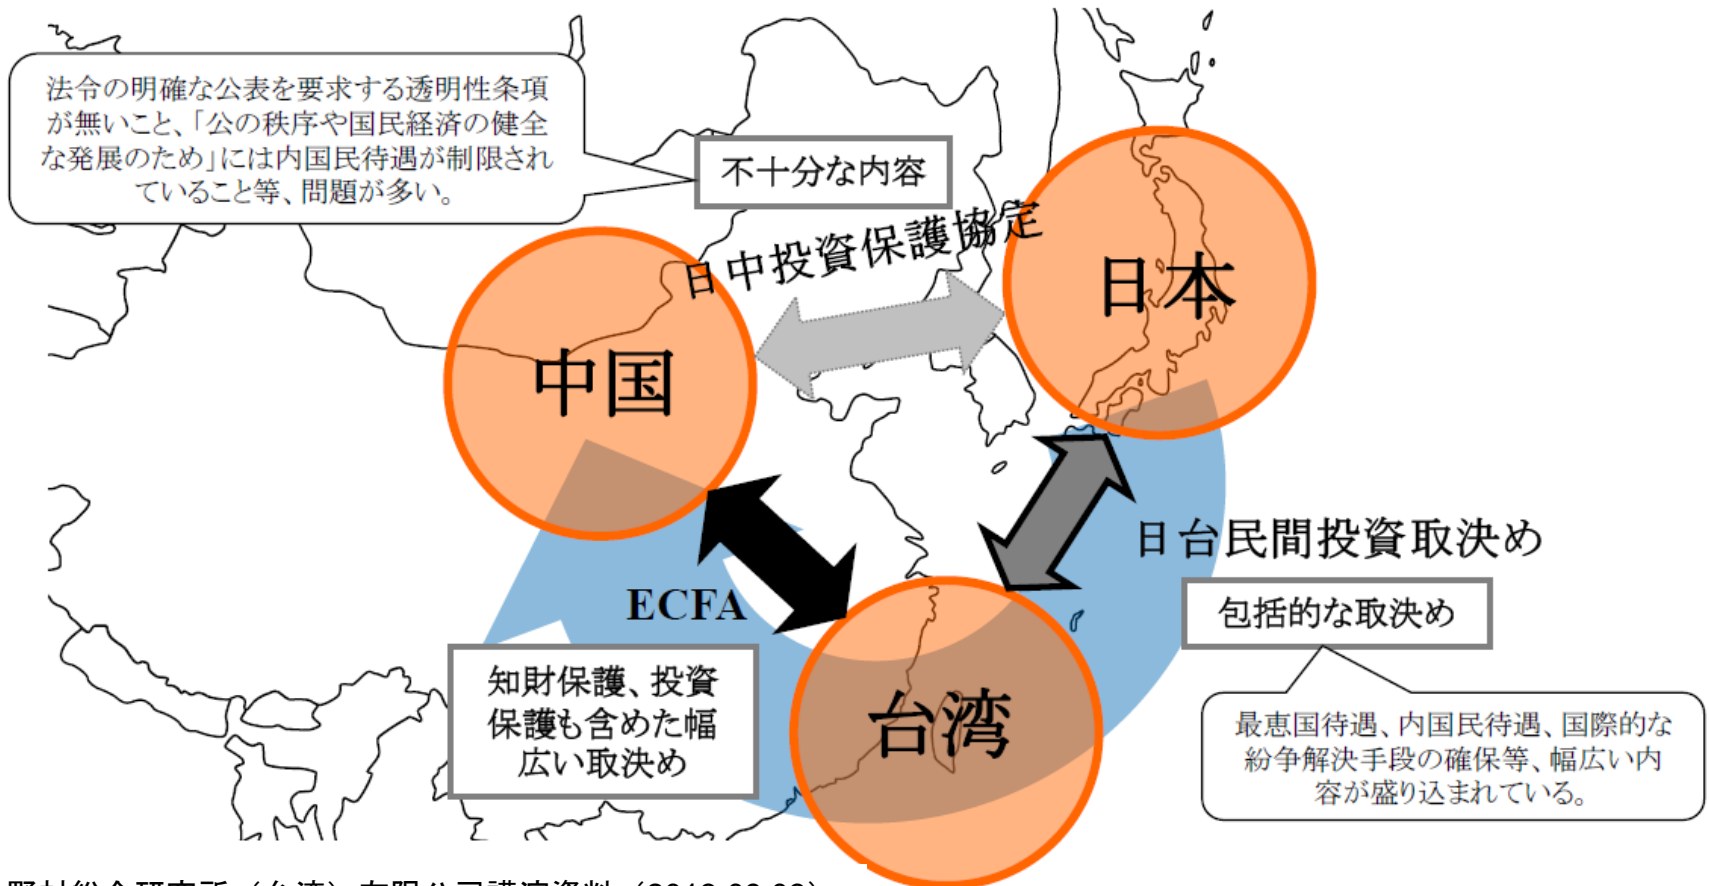 法令の明確な公表を要求する透明性条項
が無いこと、「公の秩序や国民経済の健全
な発展のため」には内国民待遇が制限され
ていること等、問題が多い。
不十分な内容
日中投資保護協定
日本
中国
日台民間投資取決め
ECFA
包括的な取決め
知財保護、投資
保護も含めた幅
広い取決め
台湾
最恵国待遇、内国民待遇、国際的な
紛争解決手段の確保等、幅広い内
容が盛り込まれている。